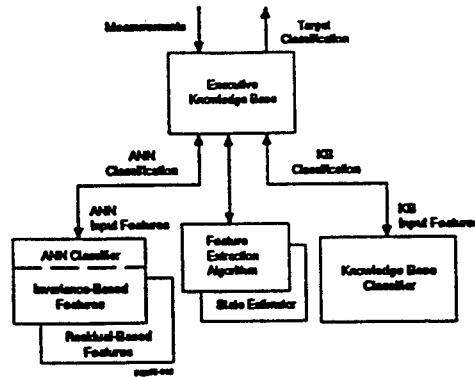 Measurements
Target
Classification
Executive
Knowledge Base
ANN
Classification
KB
Classification
ANN
Input Features
KB
Input Features
ANN Classifier
Invariance-Based
Features
Residual-Based
Features
Feature
Extraction
Algorithm
State Estimator
Knowledge Base
Classifier